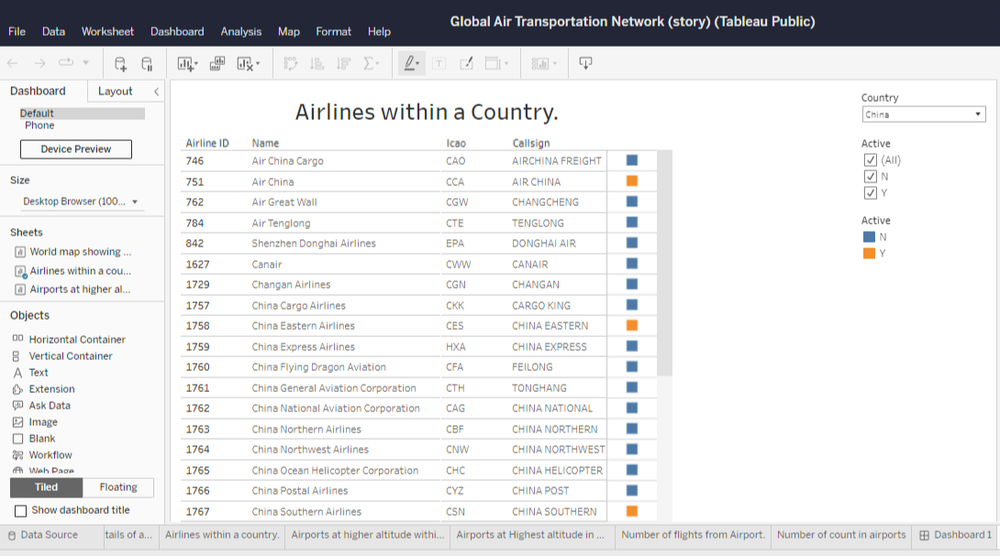 Global Air Transportation Network (story) (Tableau Public)
File Data Worksheet Dashboard Analysis Map Format Help
Dashboard Layout
Default
Phone
Device Preview
Size
Desktop Browser (100...
Sheets
World map showing ...
Airlines within a cou...
Airports at higher al...
Objects
Horizontal Container
Vertical Container
Text
Extension
Ask Data
Image
Blank
Workflow
Web Page
Tiled Floating
Show dashboard title
Airlines within a Country.
Airline ID Name Icao Callsign
746 Air China Cargo CAO AIRCHINA FREIGHT
751 Air China CCA AIR CHINA
762 Air Great Wall CGW CHANGCHENG
784 Air Tenglong CTE TENGLONG
842 Shenzhen Donghai Airlines EPA DONGHAI AIR
1627 Canair CWW CANAIR
1729 Changan Airlines CGN CHANGAN
1757 China Cargo Airlines CKK CARGO KING
1758 China Eastern Airlines CES CHINA EASTERN
1759 China Express Airlines HXA CHINA EXPRESS
1760 China Flying Dragon Aviation CFA FEILONG
1761 China General Aviation Corporation CTH TONGHANG
1762 China National Aviation Corporation CAG CHINA NATIONAL
1763 China Northern Airlines CBF CHINA NORTHERN
1764 China Northwest Airlines CNW CHINA NORTHWEST
1765 China Ocean Helicopter Corporation CHC CHINA HELICOPTER
1766 China Postal Airlines CYZ CHINA POST
1767 China Southern Airlines CSN CHINA SOUTHERN
Country
China
Active
(All)
N
Y
Active
N
Y
Data Source tails of a... Airlines within a country. Airports at higher altitude withi... Airports at Highest altitude in ... Number of flights from Airport. Number of count in airports Dashboard 1